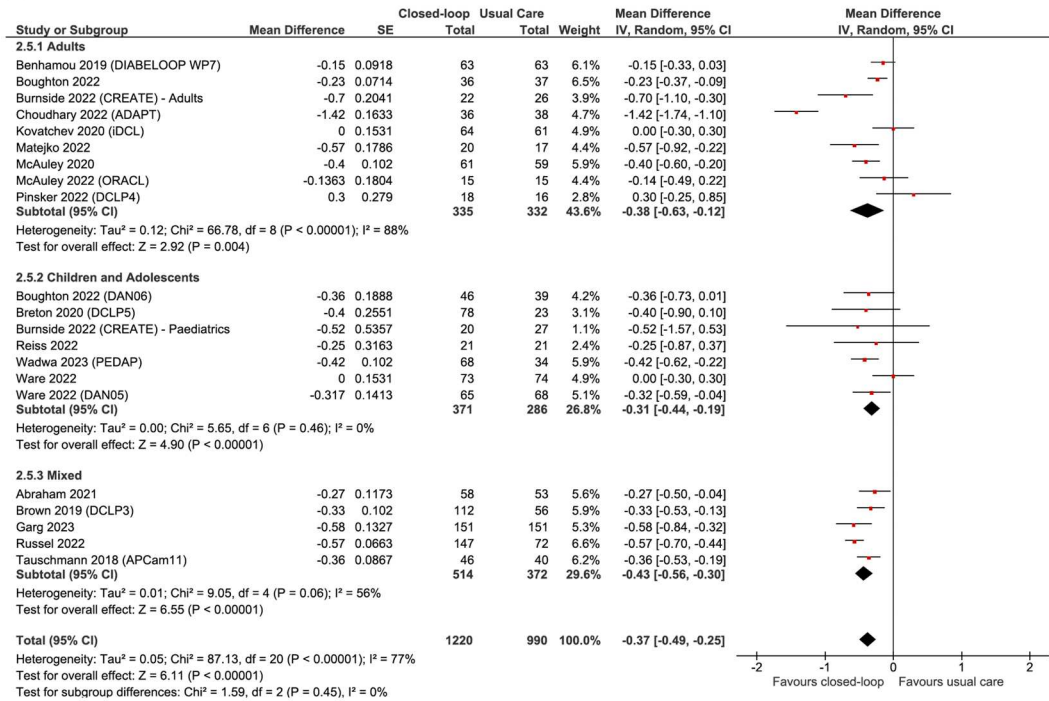 Closed-loop Usual Care Mean Difference Mean Difference
Study or Subgroup Mean Difference SE Total Total Weight IV, Random, 95% CI IV, Random, 95% CI
2.5.1 Adults
Benhamou 2019 (DIABELOOP WP7) -0.15 0.0918 63 63 6.1% -0.15 [-0.33, 0.03]
Boughton 2022 -0.23 0.0714 36 37 6.5% -0.23 [-0.37, -0.09]
Burnside 2022 (CREATE) - Adults -0.7 0.2041 22 26 3.9% -0.70 [-1.10, -0.30]
Choudhary 2022 (ADAPT) -1.42 0.1633 36 38 4.7% -1.42 [-1.74, -1.10]
Kovatchev 2020 (iDCL) 0 0.1531 64 61 4.9% 0.00 [-0.30, 0.30]
Matejko 2022 -0.57 0.1786 20 17 4.4% -0.57 [-0.92, -0.22]
McAuley 2020 -0.4 0.102 61 59 5.9% -0.40 [-0.60, -0.20]
McAuley 2022 (ORACL) -0.1363 0.1804 15 15 4.4% -0.14 [-0.49, 0.22]
Pinsker 2022 (DCLP4) 0.3 0.279 18 16 2.8% 0.30 [-0.25, 0.85]
Subtotal (95% CI) 335 332 43.6% -0.38 [-0.63, -0.12]
Heterogeneity: Tau² = 0.12; Chi² = 66.78, df = 8 (P < 0.00001); I² = 88%
Test for overall effect: Z = 2.92 (P = 0.004)
2.5.2 Children and Adolescents
Boughton 2022 (DAN06) -0.36 0.1888 46 39 4.2% -0.36 [-0.73, 0.01]
Breton 2020 (DCLP5) -0.4 0.2551 78 23 3.1% -0.40 [-0.90, 0.10]
Burnside 2022 (CREATE) - Paediatrics -0.52 0.5357 20 27 1.1% -0.52 [-1.57, 0.53]
Reiss 2022 -0.25 0.3163 21 21 2.4% -0.25 [-0.87, 0.37]
Wadwa 2023 (PEDAP) -0.42 0.102 68 34 5.9% -0.42 [-0.62, -0.22]
Ware 2022 0 0.1531 73 74 4.9% 0.00 [-0.30, 0.30]
Ware 2022 (DAN05) -0.317 0.1413 65 68 5.1% -0.32 [-0.59, -0.04]
Subtotal (95% CI) 371 286 26.8% -0.31 [-0.44, -0.19]
Heterogeneity: Tau² = 0.00; Chi² = 5.65, df = 6 (P = 0.46); I² = 0%
Test for overall effect: Z = 4.90 (P < 0.00001)
2.5.3 Mixed
Abraham 2021 -0.27 0.1173 58 53 5.6% -0.27 [-0.50, -0.04]
Brown 2019 (DCLP3) -0.33 0.102 112 56 5.9% -0.33 [-0.53, -0.13]
Garg 2023 -0.58 0.1327 151 151 5.3% -0.58 [-0.84, -0.32]
Russel 2022 -0.57 0.0663 147 72 6.6% -0.57 [-0.70, -0.44]
Tauschmann 2018 (APCam11) -0.36 0.0867 46 40 6.2% -0.36 [-0.53, -0.19]
Subtotal (95% CI) 514 372 29.6% -0.43 [-0.56, -0.30]
Heterogeneity: Tau² = 0.01; Chi² = 9.05, df = 4 (P = 0.06); I² = 56%
Test for overall effect: Z = 6.55 (P < 0.00001)
Total (95% CI) 1220 990 100.0% -0.37 [-0.49, -0.25]
Heterogeneity: Tau² = 0.05; Chi² = 87.13, df = 20 (P < 0.00001); I² = 77%
Test for overall effect: Z = 6.11 (P < 0.00001)
Test for subgroup differences: Chi² = 1.59, df = 2 (P = 0.45), I² = 0%
-2 -1 0 1 2
Favours closed-loop Favours usual care